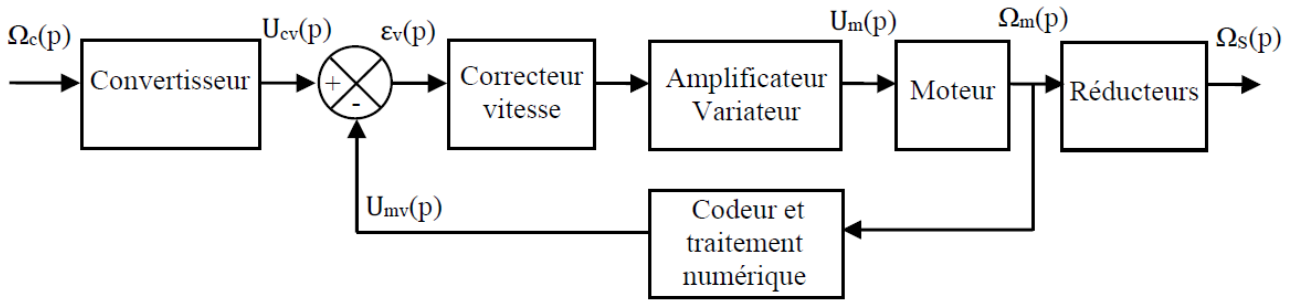 Ωc(p)
Convertisseur
Ucv(p)
+
-
εv(p)
Correcteur
vitesse
Amplificateur
Variateur
Um(p)
Moteur
Ωm(p)
Réducteurs
ΩS(p)
Umv(p)
Codeur et
traitement
numérique